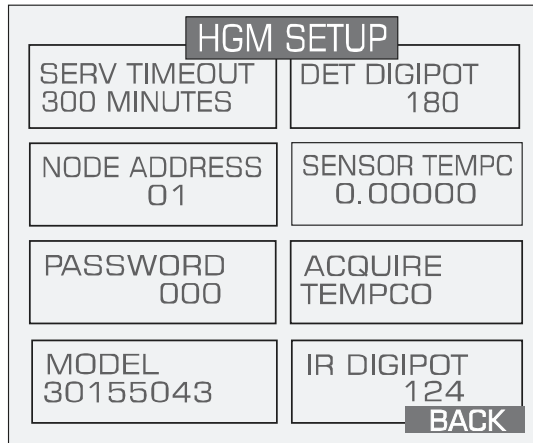 HGM SETUP
SERV TIMEOUT
300 MINUTES
DET DIGIPOT
180
NODE ADDRESS
01
SENSOR TEMPC
0.00000
PASSWORD
000
ACQUIRE
TEMPCO
MODEL
30155043
IR DIGIPOT
124
BACK